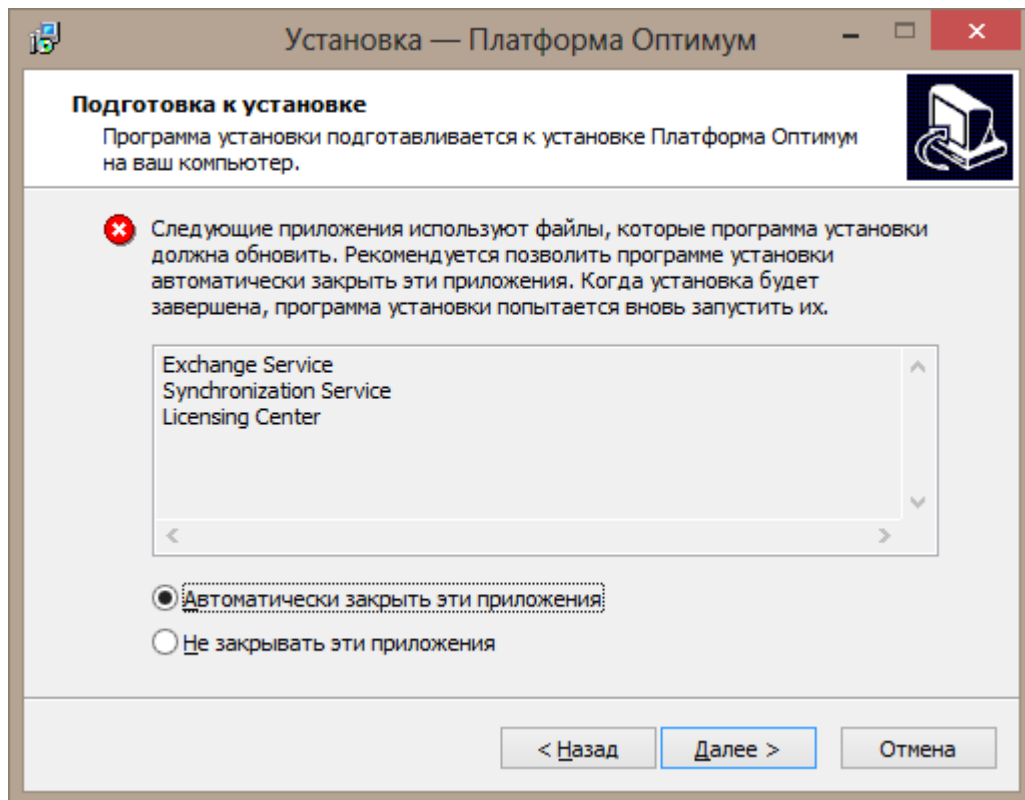 Установка — Платформа Оптимум
Подготовка к установке
Программа установки подготавливается к установке Платформа Оптимум
на ваш компьютер.
Следующие приложения используют файлы, которые программа установки
должна обновить. Рекомендуется позволить программе установки
автоматически закрыть эти приложения. Когда установка будет
завершена, программа установки попытается вновь запустить их.
Exchange Service
Synchronization Service
Licensing Center
Автоматически закрыть эти приложения
Не закрывать эти приложения
< Назад
Далее >
Отмена